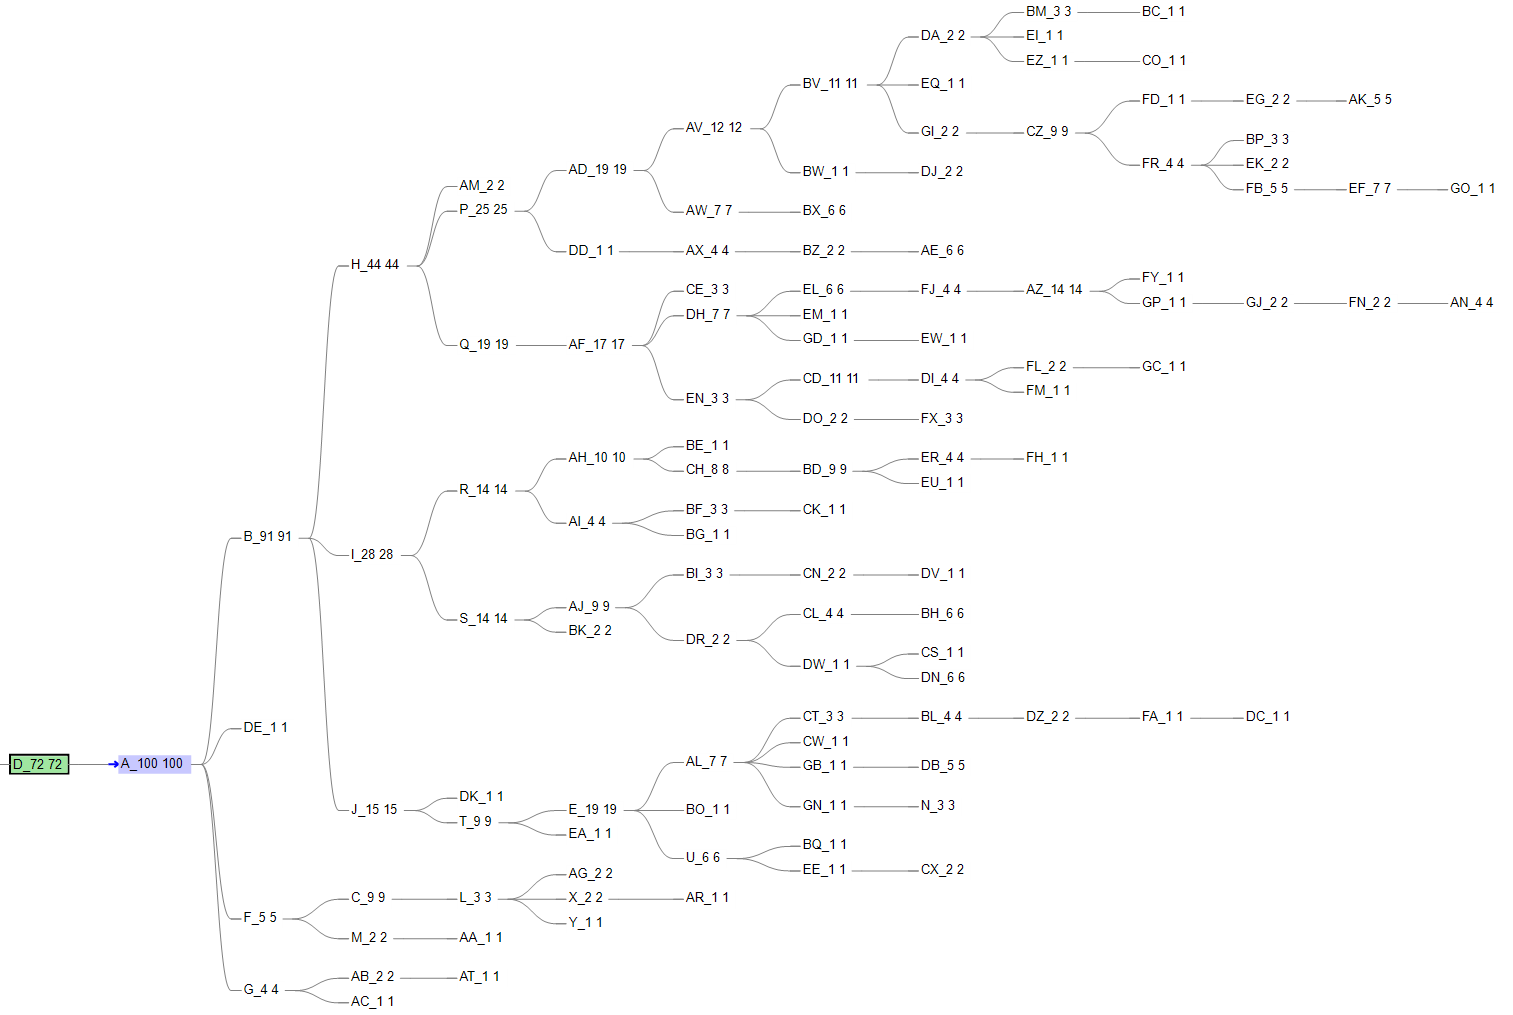 BM_3 3 BC_1 1
DA_2 2 EI_1 1
EZ_1 1 CO_1 1
BV_11 11 EQ_1 1
FD_1 1 EG_2 2 AK_5 5
AV_12 12
GI_2 2 CZ_9 9
BP_3 3
FR_4 4 EK_2 2
AD_19 19 BW_1 1 DJ_2 2
AM_2 2 FB_5 5 EF_7 7 GO_1 1
P_25 25 AW_7 7 BX_6 6
DD_1 1 AX_4 4 BZ_2 2 AE_6 6
H_44 44
FY_1 1
CE_3 3 EL_6 6 FJ_4 4 AZ_14 14
GP_1 1 GJ_2 2 FN_2 2 AN_4 4
DH_7 7 EM_1 1
GD_1 1 EW_1 1
Q_19 19 AF_17 17
FL_2 2 GC_1 1
CD_11 11 DI_4 4
FM_1 1
EN_3 3
DO_2 2 FX_3 3
BE_1 1
AH_10 10 ER_4 4 FH_1 1
CH_8 8 BD_9 9
EU_1 1
R_14 14
BF_3 3 CK_1 1
AI_4 4
BG_1 1
B_91 91
I_28 28
BI_3 3 CN_2 2 DV_1 1
AJ_9 9 CL_4 4 BH_6 6
S_14 14
BK_2 2
DR_2 2
CS_1 1
DW_1 1
DN_6 6
CT_3 3 BL_4 4 DZ_2 2 FA_1 1 DC_1 1
DE_1 1
CW_1 1
D_72 72 A_100 100 AL_7 7 GB_1 1 DB_5 5
DK_1 1
GN_1 1 N_3 3
J_15 15 E_19 19 BO_1 1
T_9 9
EA_1 1
BQ_1 1
U_6 6
EE_1 1 CX_2 2
AG_2 2
C_9 9 L_3 3 X_2 2 AR_1 1
F_5 5
Y_1 1
M_2 2 AA_1 1
AB_2 2 AT_1 1
G_4 4
AC_1 1